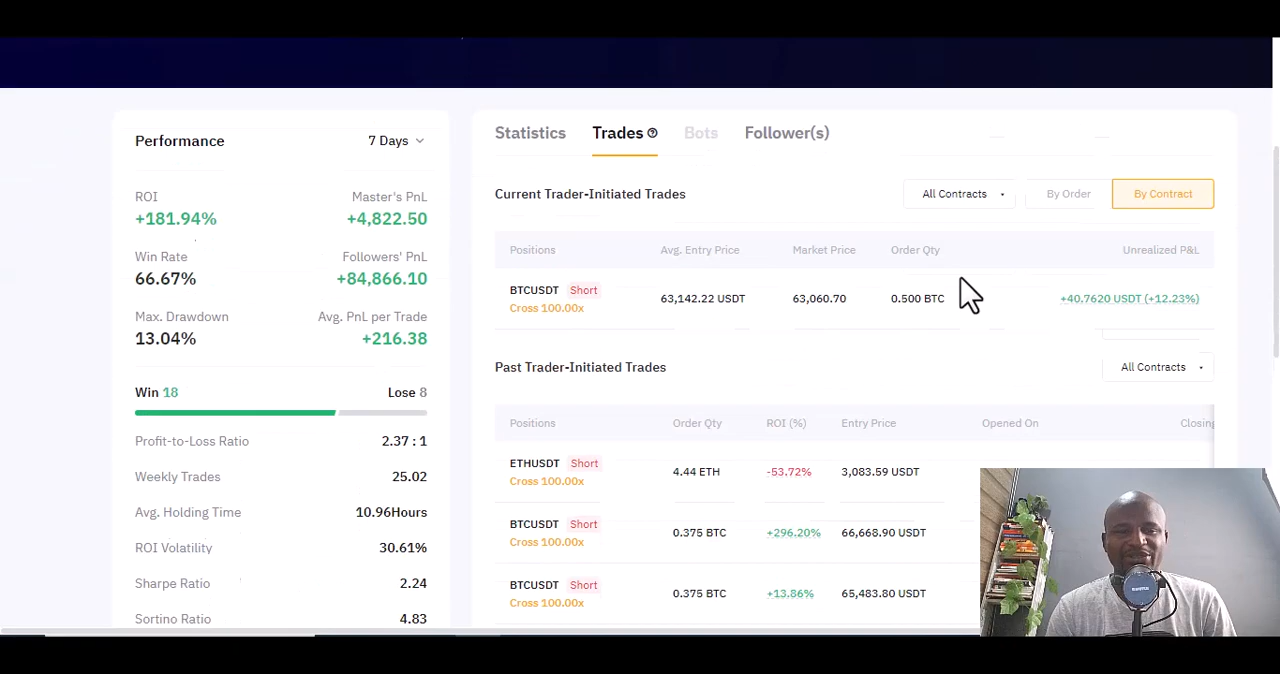 Performance
7 Days
ROI
Master's PnL
+181.94%
+4,822.50
Win Rate
Followers' PnL
66.67%
+84,866.10
Max. Drawdown
Avg. PnL per Trade
13.04%
+216.38
Win 18
Lose 8
Profit-to-Loss Ratio
2.37 : 1
Weekly Trades
25.02
Avg. Holding Time
10.96Hours
ROI Volatility
30.61%
Sharpe Ratio
2.24
Sortino Ratio
4.83
Statistics
Trades
Bots
Follower(s)
Current Trader-Initiated Trades
All Contracts
By Order
By Contract
Positions
Avg. Entry Price
Market Price
Order Qty
Unrealized P&L
BTCUSDT Short
Cross 100.00x
63,142.22 USDT
63,060.70
0.500 BTC
+40.7620 USDT (+12.23%)
Past Trader-Initiated Trades
All Contracts
Positions
Order Qty
ROI (%)
Entry Price
Opened On
Closing
ETHUSDT Short
Cross 100.00x
4.44 ETH
-53.72%
3,083.59 USDT
BTCUSDT Short
Cross 100.00x
0.375 BTC
+296.20%
66,668.90 USDT
BTCUSDT Short
Cross 100.00x
0.375 BTC
+13.86%
65,483.80 USDT